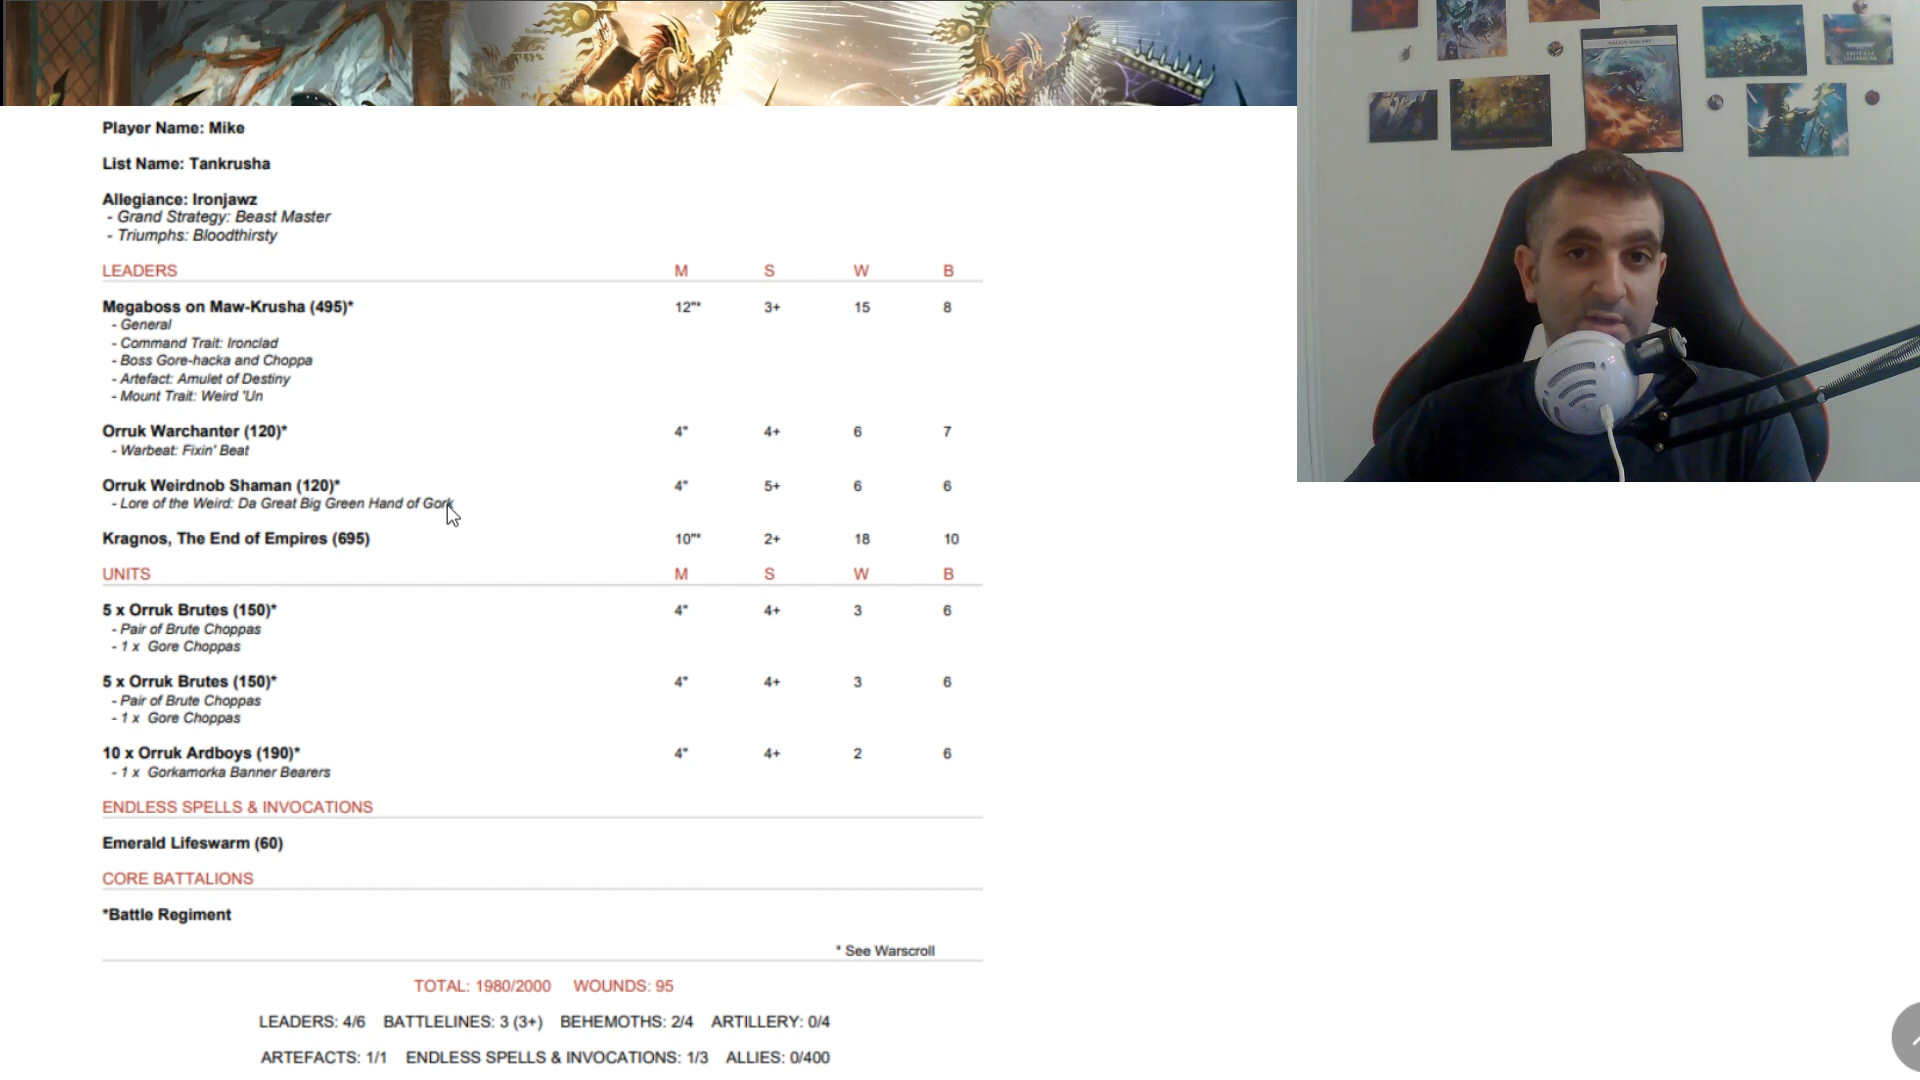 Player Name: Mike
List Name: Tankrusha
Allegiance: Ironjawz
- Grand Strategy: Beast Master
- Triumphs: Bloodthirsty
LEADERS M S W B
Megaboss on Maw-Krusha (495)* 12"* 3+ 15 8
- General
- Command Trait: Ironclad
- Boss Gore-hacka and Choppa
- Artefact: Amulet of Destiny
- Mount Trait: Weird 'Un
Orruk Warchanter (120)* 4" 4+ 6 7
- Warbeat: Fixin' Beat
Orruk Weirdnob Shaman (120)* 4" 5+ 6 6
- Lore of the Weird: Da Great Big Green Hand of Gork
Kragnos, The End of Empires (695) 10"* 2+ 18 10
UNITS M S W B
5 x Orruk Brutes (150)* 4" 4+ 3 6
- Pair of Brute Choppas
- 1 x Gore Choppas
5 x Orruk Brutes (150)* 4" 4+ 3 6
- Pair of Brute Choppas
- 1 x Gore Choppas
10 x Orruk Ardboys (190)* 4" 4+ 2 6
- 1 x Gorkamorka Banner Bearers
ENDLESS SPELLS & INVOCATIONS
Emerald Lifeswarm (60)
CORE BATTALIONS
*Battle Regiment
* See Warscroll
TOTAL: 1980/2000 WOUNDS: 95
LEADERS: 4/6 BATTLELINES: 3 (3+) BEHEMOTHS: 2/4 ARTILLERY: 0/4
ARTEFACTS: 1/1 ENDLESS SPELLS & INVOCATIONS: 1/3 ALLIES: 0/400